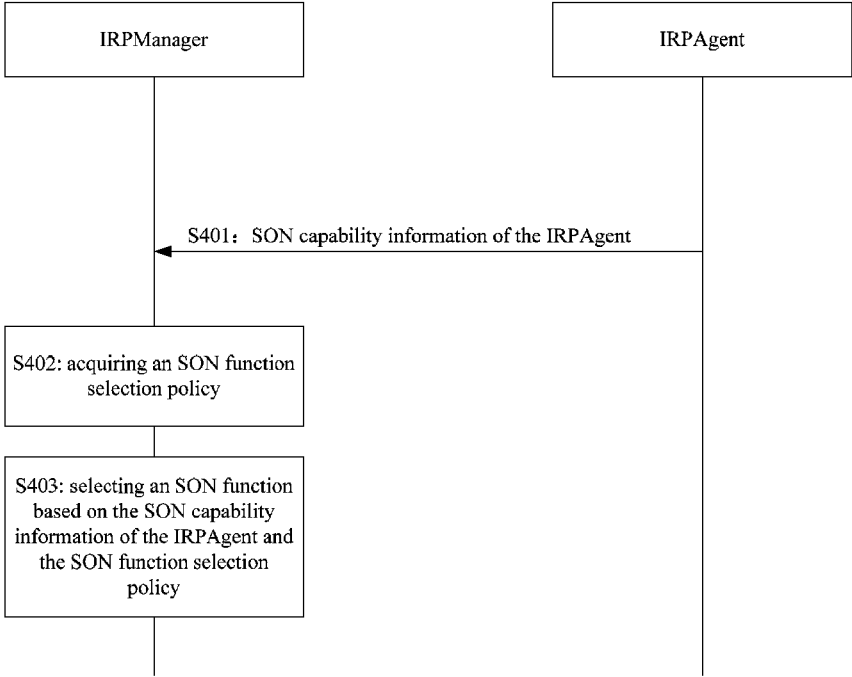 IRPManager
IRPAgent
S401：SON capability information of the IRPAgent
S402: acquiring an SON function
selection policy
S403: selecting an SON function
based on the SON capability
information of the IRPAgent and
the SON function selection
policy